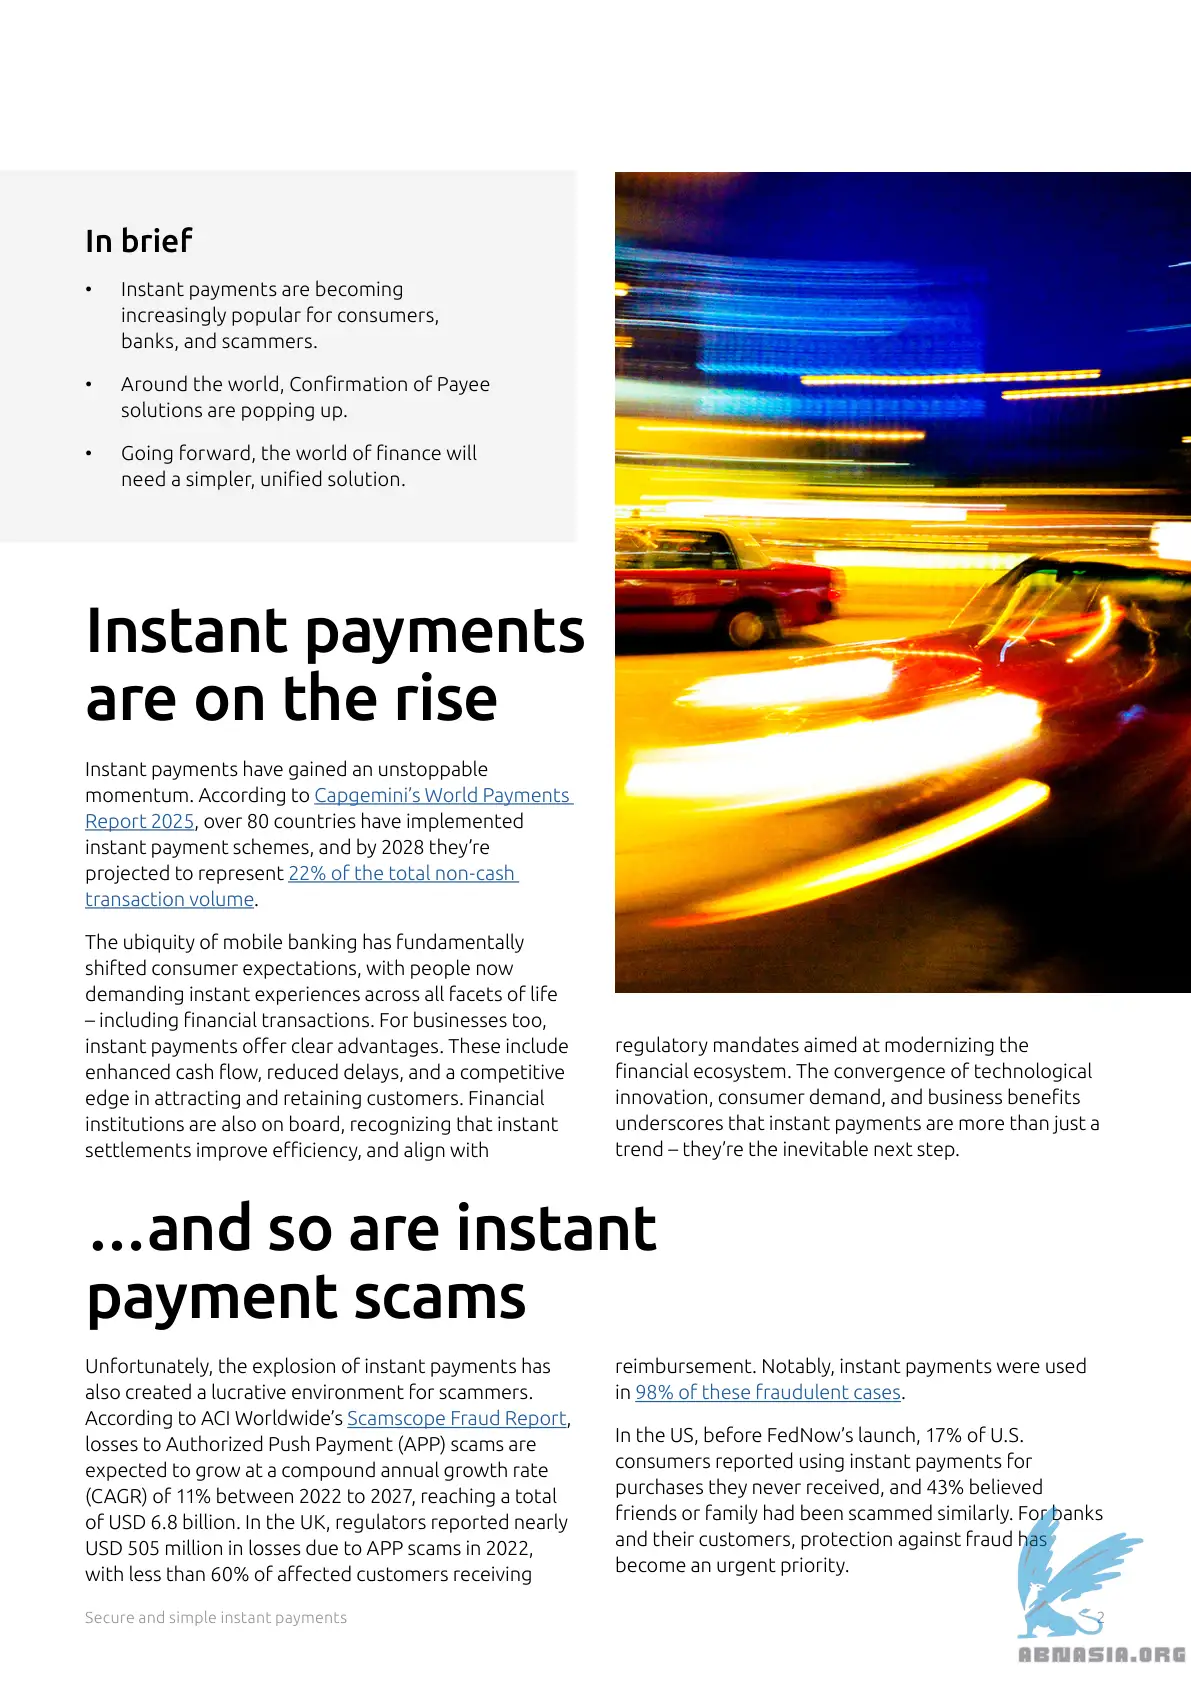 In brief
• Instant payments are becoming
increasingly popular for consumers,
banks, and scammers.
• Around the world, Confirmation of Payee
solutions are popping up.
• Going forward, the world of finance will
need a simpler, unified solution.
Instant payments
are on the rise
Instant payments have gained an unstoppable
momentum. According to Capgemini’s World Payments
Report 2025, over 80 countries have implemented
instant payment schemes, and by 2028 they’re
projected to represent 22% of the total non-cash
transaction volume.
The ubiquity of mobile banking has fundamentally
shifted consumer expectations, with people now
demanding instant experiences across all facets of life
– including financial transactions. For businesses too,
instant payments offer clear advantages. These include
enhanced cash flow, reduced delays, and a competitive
edge in attracting and retaining customers. Financial
institutions are also on board, recognizing that instant
settlements improve efficiency, and align with
regulatory mandates aimed at modernizing the
financial ecosystem. The convergence of technological
innovation, consumer demand, and business benefits
underscores that instant payments are more than just a
trend – they’re the inevitable next step.
…and so are instant
payment scams
Unfortunately, the explosion of instant payments has
also created a lucrative environment for scammers.
According to ACI Worldwide’s Scamscope Fraud Report,
losses to Authorized Push Payment (APP) scams are
expected to grow at a compound annual growth rate
(CAGR) of 11% between 2022 to 2027, reaching a total
of USD 6.8 billion. In the UK, regulators reported nearly
USD 505 million in losses due to APP scams in 2022,
with less than 60% of affected customers receiving
reimbursement. Notably, instant payments were used
in 98% of these fraudulent cases.
In the US, before FedNow’s launch, 17% of U.S.
consumers reported using instant payments for
purchases they never received, and 43% believed
friends or family had been scammed similarly. For banks
and their customers, protection against fraud has
become an urgent priority.
Secure and simple instant payments
2
ABNASIA.ORG